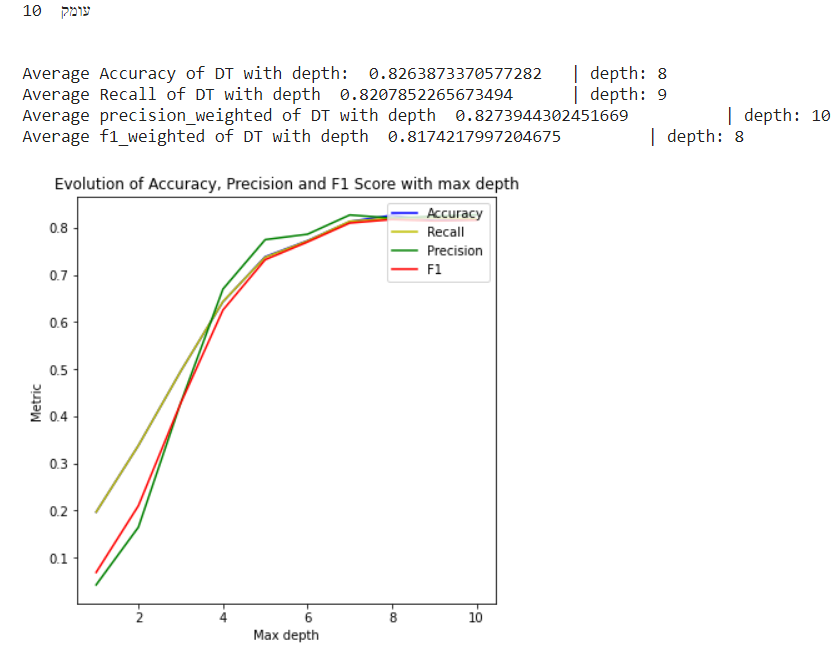 10 עומק
Average Accuracy of DT with depth: 0.8263873370577282 | depth: 8
Average Recall of DT with depth 0.8207852265673494 | depth: 9
Average precision_weighted of DT with depth 0.8273944302451669 | depth: 10
Average f1_weighted of DT with depth 0.8174217997204675 | depth: 8
Evolution of Accuracy, Precision and F1 Score with max depth
Accuracy
Recall
Precision
F1
0.8
0.7
0.6
0.5
0.4
0.3
0.2
0.1
Metric
2 4 6 8 10
Max depth